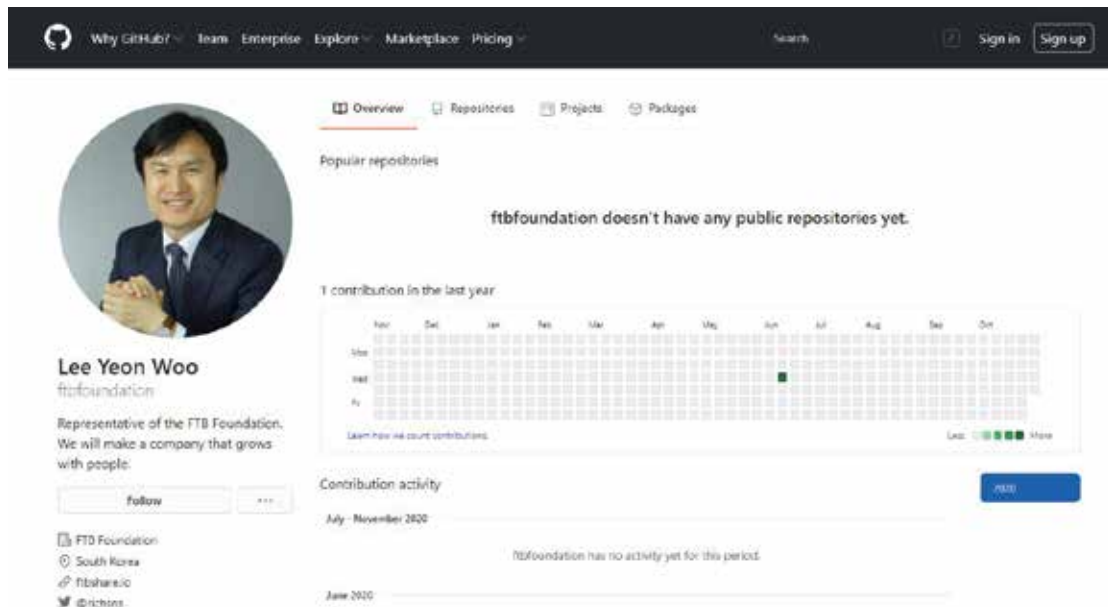 Why GitHub? Team Enterprise Explore Marketplace Pricing Search Sign in Sign up
Overview Repositories Projects Packages
Popular repositories
ftbfoundation doesn't have any public repositories yet.
1 contribution in the last year
Nov Dec Jan Feb Mar Apr May Jun Jul Aug Sep Oct
Mon
Wed
Fri
Learn how we count contributions.
Less More
Lee Yeon Woo
ftbfoundation
Representative of the FTB Foundation.
We will make a company that grows
with people.
Follow ...
FTB Foundation
South Korea
ftbshare.io
Contribution activity
2020
July - November 2020
ftbfoundation has no activity yet for this period.
June 2020